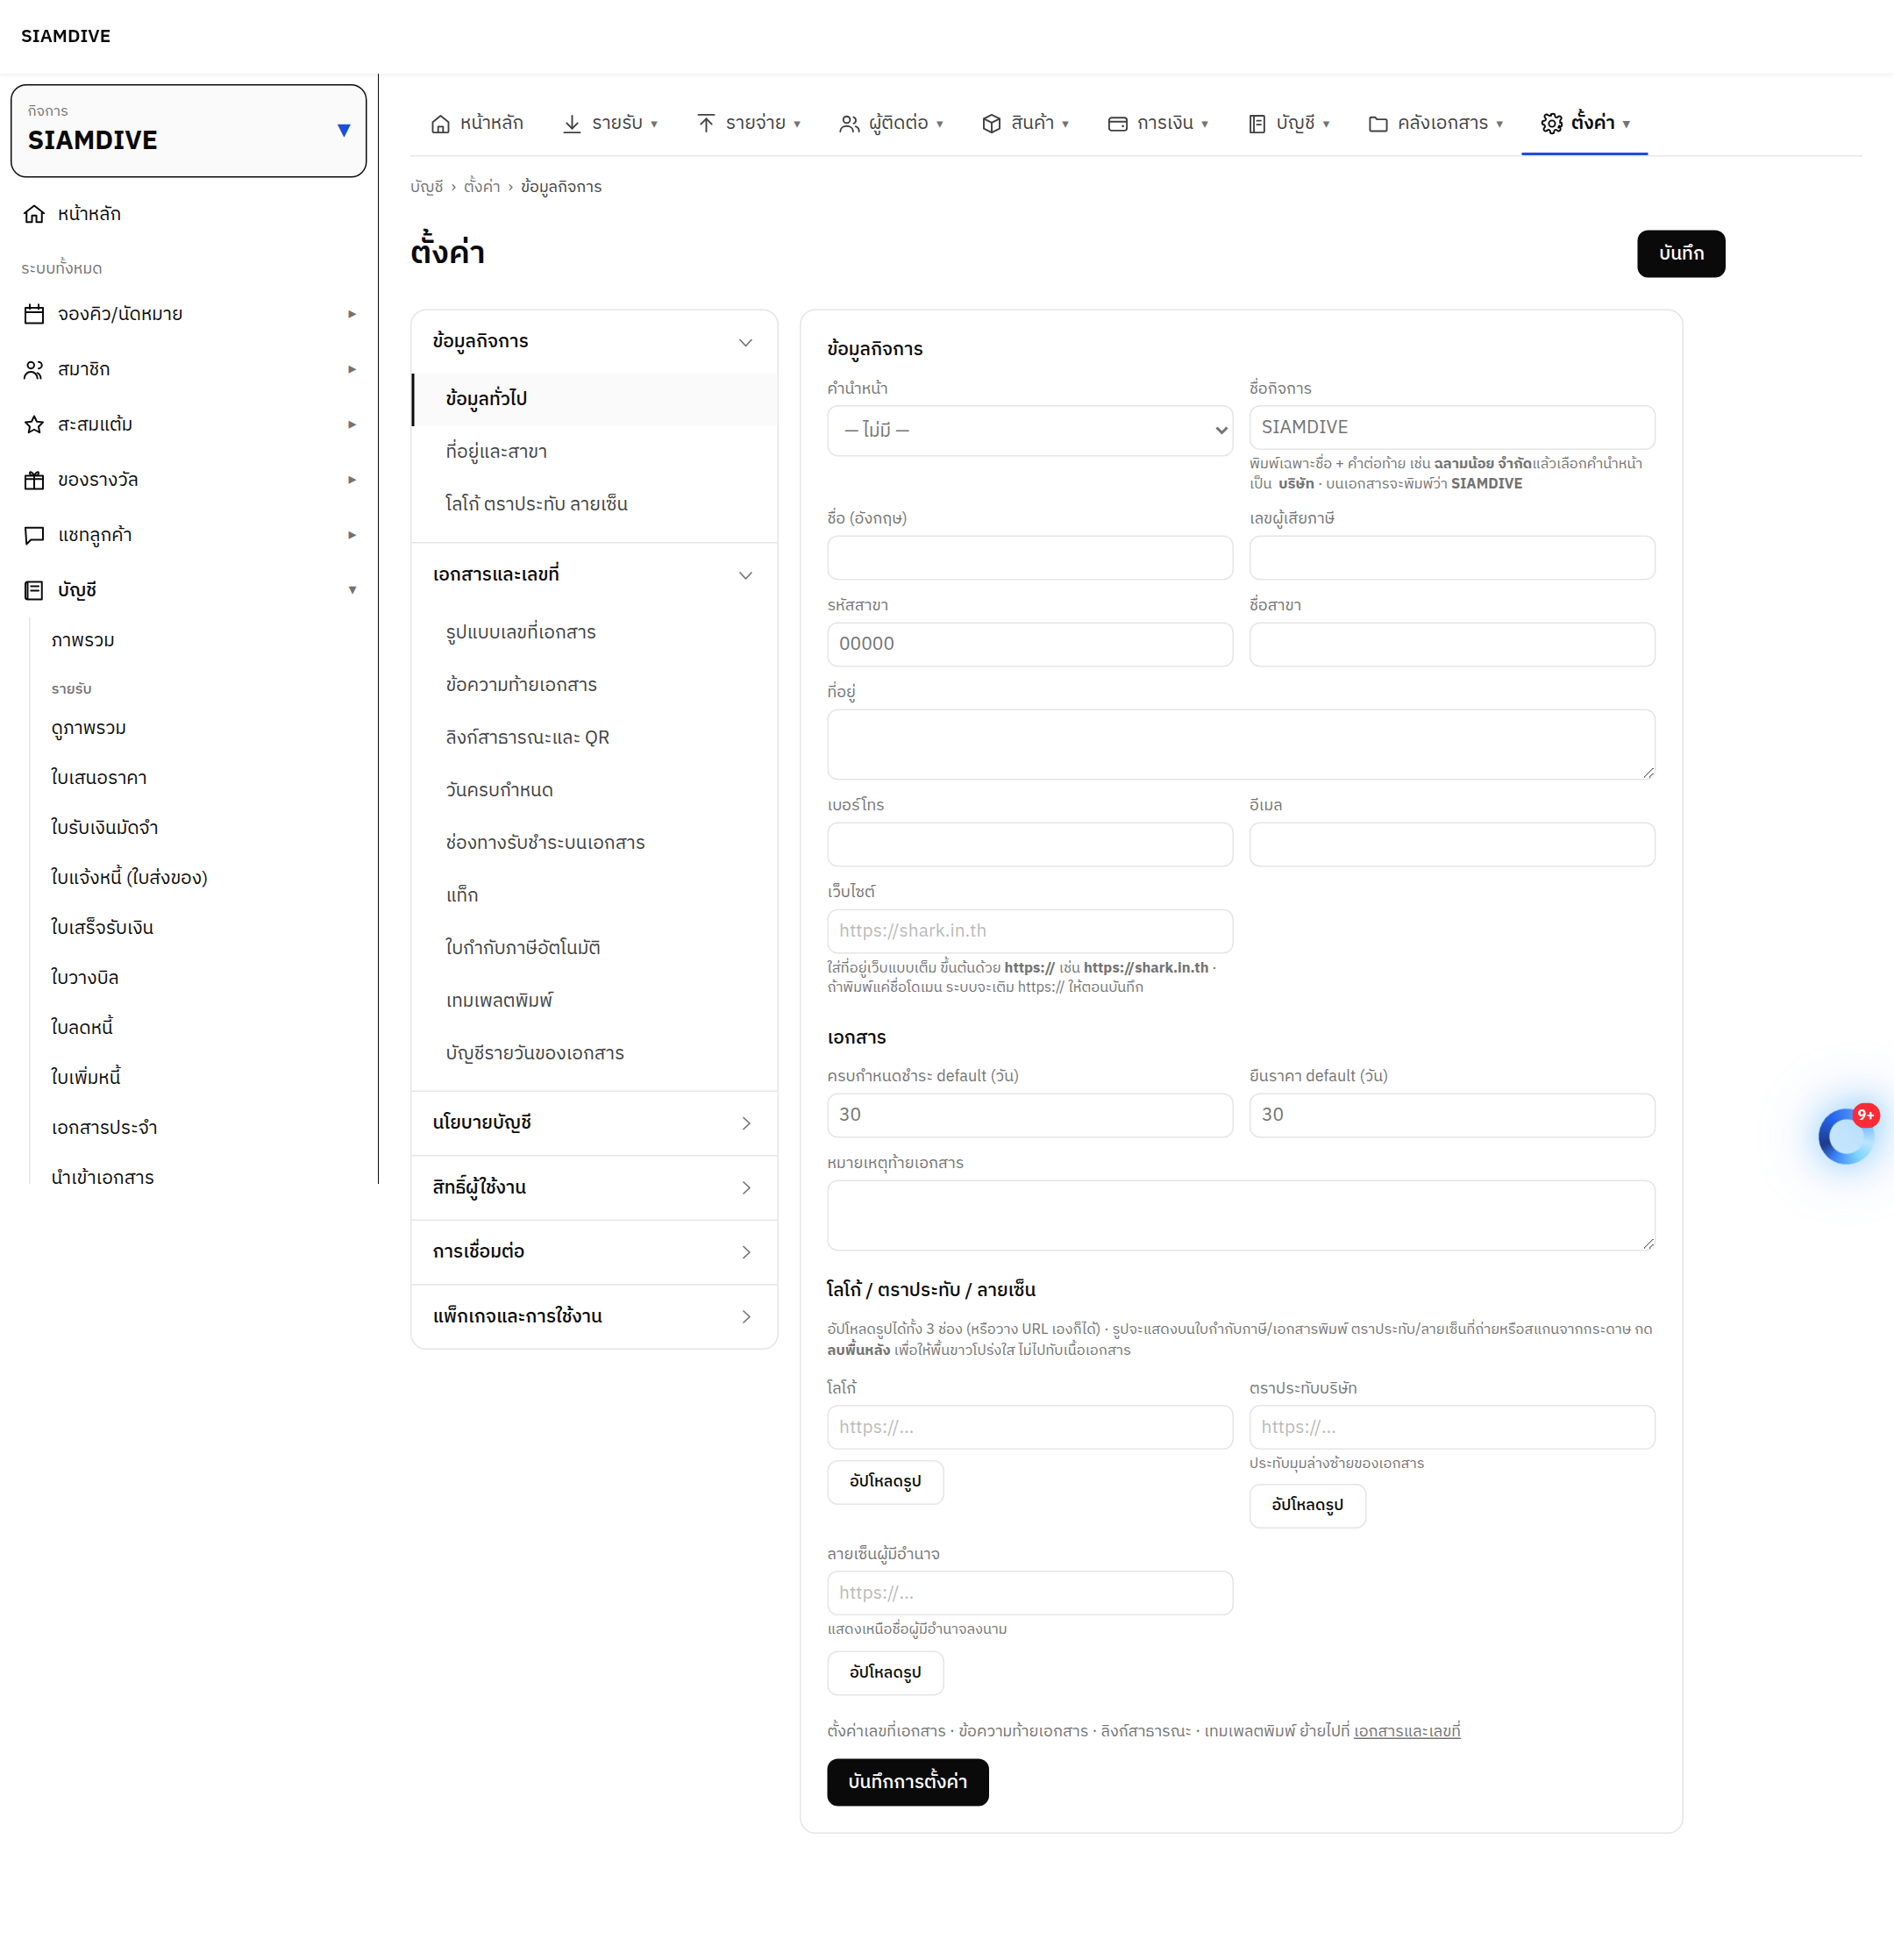 SIAMDIVE
กิจการ
SIAMDIVE
หน้าหลัก
ระบบทั้งหมด
จองคิว/นัดหมาย
สมาชิก
สะสมแต้ม
ของรางวัล
แชทลูกค้า
บัญชี
ภาพรวม
รายรับ
ดูภาพรวม
ใบเสนอราคา
ใบรับเงินมัดจำ
ใบแจ้งหนี้ (ใบส่งของ)
ใบเสร็จรับเงิน
ใบวางบิล
ใบลดหนี้
ใบเพิ่มหนี้
เอกสารประจำ
นำเข้าเอกสาร
หน้าหลัก รายรับ รายจ่าย ผู้ติดต่อ สินค้า การเงิน บัญชี คลังเอกสาร ตั้งค่า
บัญชี › ตั้งค่า › ข้อมูลกิจการ
ตั้งค่า
บันทึก
ข้อมูลกิจการ
ข้อมูลทั่วไป
ที่อยู่และสาขา
โลโก้ ตราประทับ ลายเซ็น
เอกสารและเลขที่
รูปแบบเลขที่เอกสาร
ข้อความท้ายเอกสาร
ลิงก์สาธารณะและ QR
วันครบกำหนด
ช่องทางรับชำระบนเอกสาร
แท็ก
ใบกำกับภาษีอัตโนมัติ
เทมเพลตพิมพ์
บัญชีรายวันของเอกสาร
นโยบายบัญชี
สิทธิ์ผู้ใช้งาน
การเชื่อมต่อ
แพ็กเกจและการใช้งาน
ข้อมูลกิจการ
คำนำหน้า
— ไม่มี —
ชื่อกิจการ
SIAMDIVE
พิมพ์เฉพาะชื่อ + คำต่อท้าย เช่น ฉลามน้อย จำกัดแล้วเลือกคำนำหน้า
เป็น บริษัท · บนเอกสารจะพิมพ์ว่า SIAMDIVE
ชื่อ (อังกฤษ)
เลขผู้เสียภาษี
รหัสสาขา
00000
ชื่อสาขา
ที่อยู่
เบอร์โทร
อีเมล
เว็บไซต์
https://shark.in.th
ใส่ที่อยู่เว็บแบบเต็ม ขึ้นต้นด้วย https:// เช่น https://shark.in.th ·
ถ้าพิมพ์แค่ชื่อโดเมน ระบบจะเติม https:// ให้ตอนบันทึก
เอกสาร
ครบกำหนดชำระ default (วัน)
30
ยืนราคา default (วัน)
30
หมายเหตุท้ายเอกสาร
โลโก้ / ตราประทับ / ลายเซ็น
อัปโหลดรูปได้ทั้ง 3 ช่อง (หรือวาง URL เองก็ได้) · รูปจะแสดงบนใบกำกับภาษี/เอกสารพิมพ์ ตราประทับ/ลายเซ็นที่ถ่ายหรือสแกนจากกระดาษ กด
ลบพื้นหลัง เพื่อให้พื้นขาวโปร่งใส ไม่ไปทับเนื้อเอกสาร
โลโก้
https://...
อัปโหลดรูป
ตราประทับบริษัท
https://...
ประทับมุมล่างซ้ายของเอกสาร
อัปโหลดรูป
ลายเซ็นผู้มีอำนาจ
https://...
แสดงเหนือชื่อผู้มีอำนาจลงนาม
อัปโหลดรูป
ตั้งค่าเลขที่เอกสาร · ข้อความท้ายเอกสาร · ลิงก์สาธารณะ · เทมเพลตพิมพ์ ย้ายไปที่ เอกสารและเลขที่
บันทึกการตั้งค่า
9+